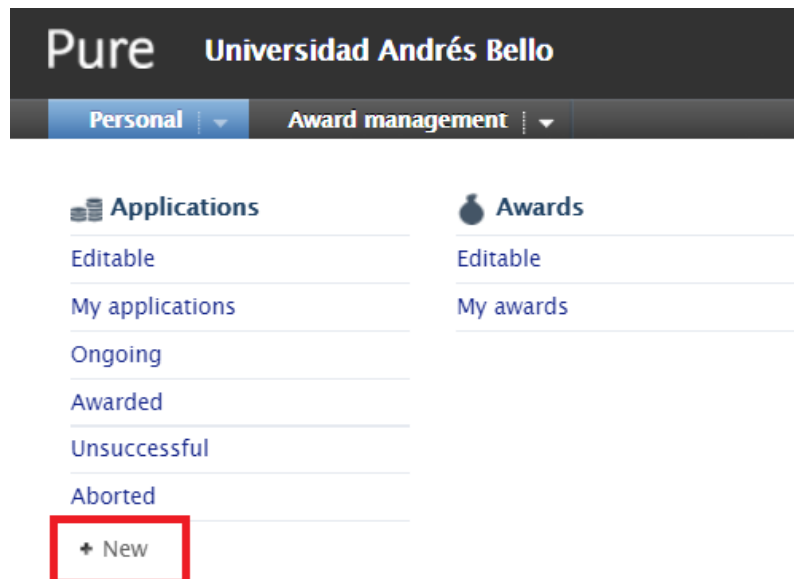 Pure Universidad Andrés Bello
Personal Award management
Applications
Editable
My applications
Ongoing
Awarded
Unsuccessful
Aborted
+ New
Awards
Editable
My awards